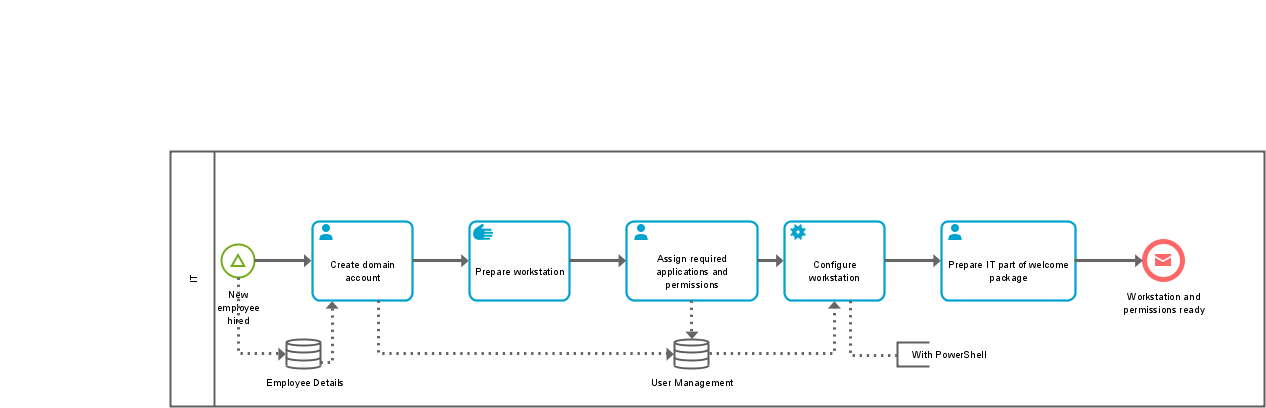 IT
New
employee
hired
Create domain
account
Prepare workstation
Assign required
applications and
permissions
Configure
workstation
Prepare IT part of welcome
package
Workstation and
permissions ready
Employee Details
User Management
With PowerShell